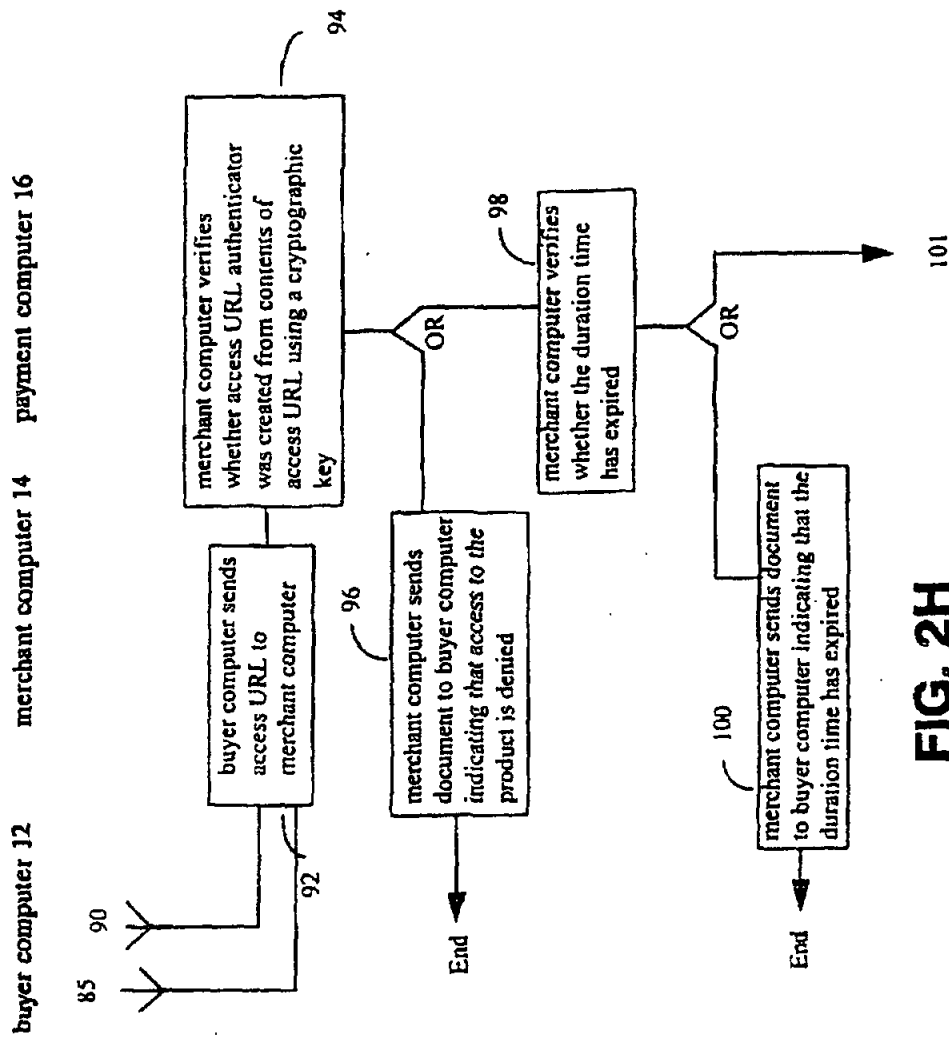 buyer computer 12
merchant computer 14
payment computer 16
85
90
92
buyer computer sends
access URL to
merchant computer
94
merchant computer verifies
whether access URL authenticator
was created from contents of
access URL using a cryptographic
key
OR
96
merchant computer sends
document to buyer computer
indicating that access to the
product is denied
End
98
merchant computer verifies
whether the duration time
has expired
OR
100
merchant computer sends document
to buyer computer indicating that the
duration time has expired
End
101
FIG. 2H